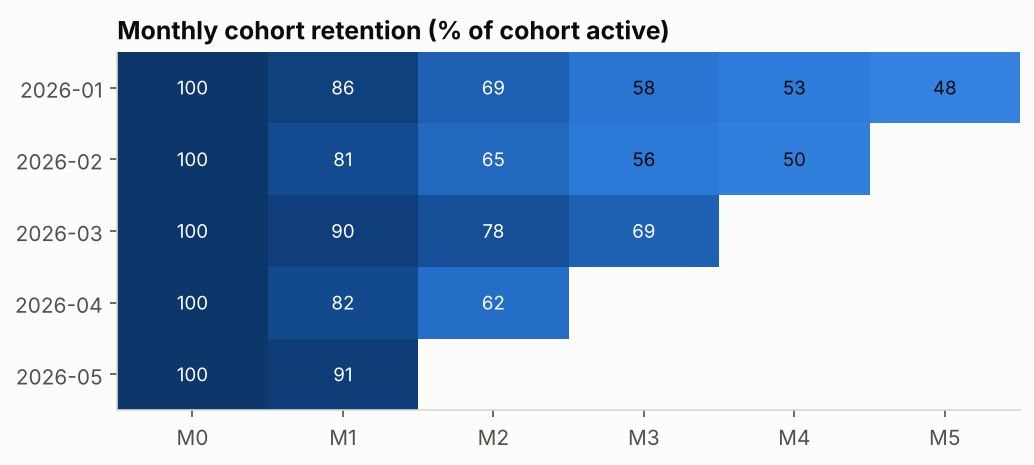 Monthly cohort retention (% of cohort active)
2026-01 100 86 69 58 53 48
2026-02 100 81 65 56 50
2026-03 100 90 78 69
2026-04 100 82 62
2026-05 100 91
M0 M1 M2 M3 M4 M5